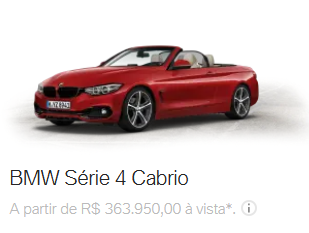 BMW Série 4 Cabrio
A partir de R$ 363.950,00 à vista*.